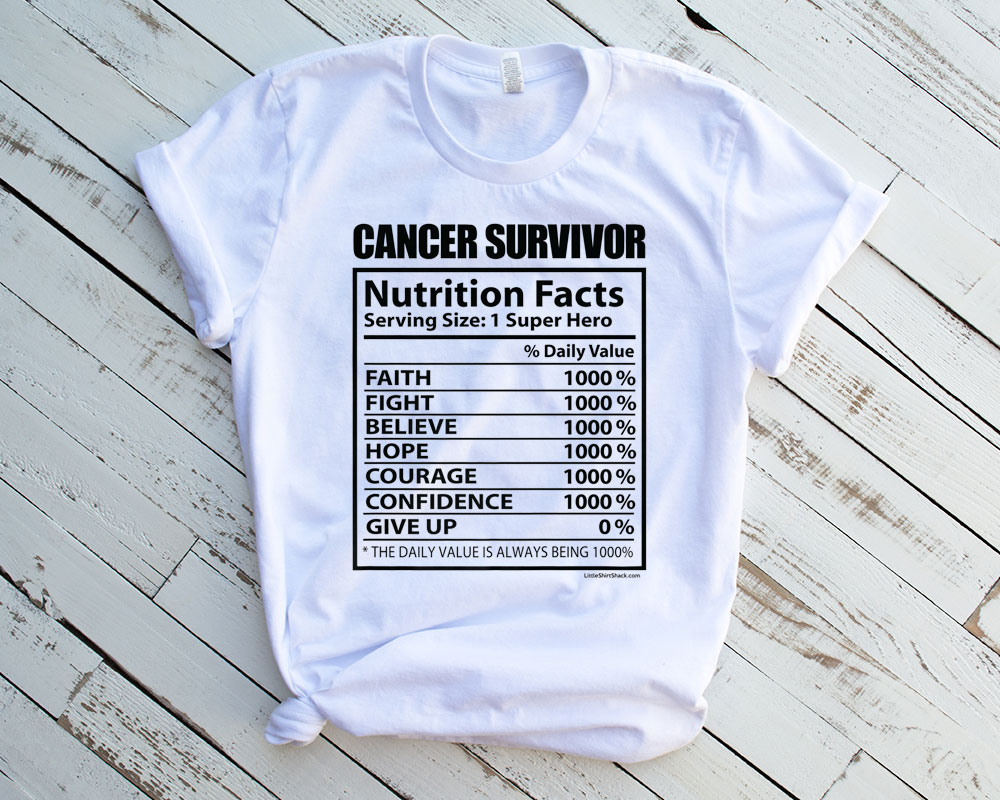 CANCER SURVIVOR
Nutrition Facts
Serving Size: 1 Super Hero
% Daily Value
FAITH 1000 %
FIGHT 1000 %
BELIEVE 1000 %
HOPE 1000 %
COURAGE 1000 %
CONFIDENCE 1000 %
GIVE UP 0 %
* THE DAILY VALUE IS ALWAYS BEING 1000%
LittleShirtShack.com